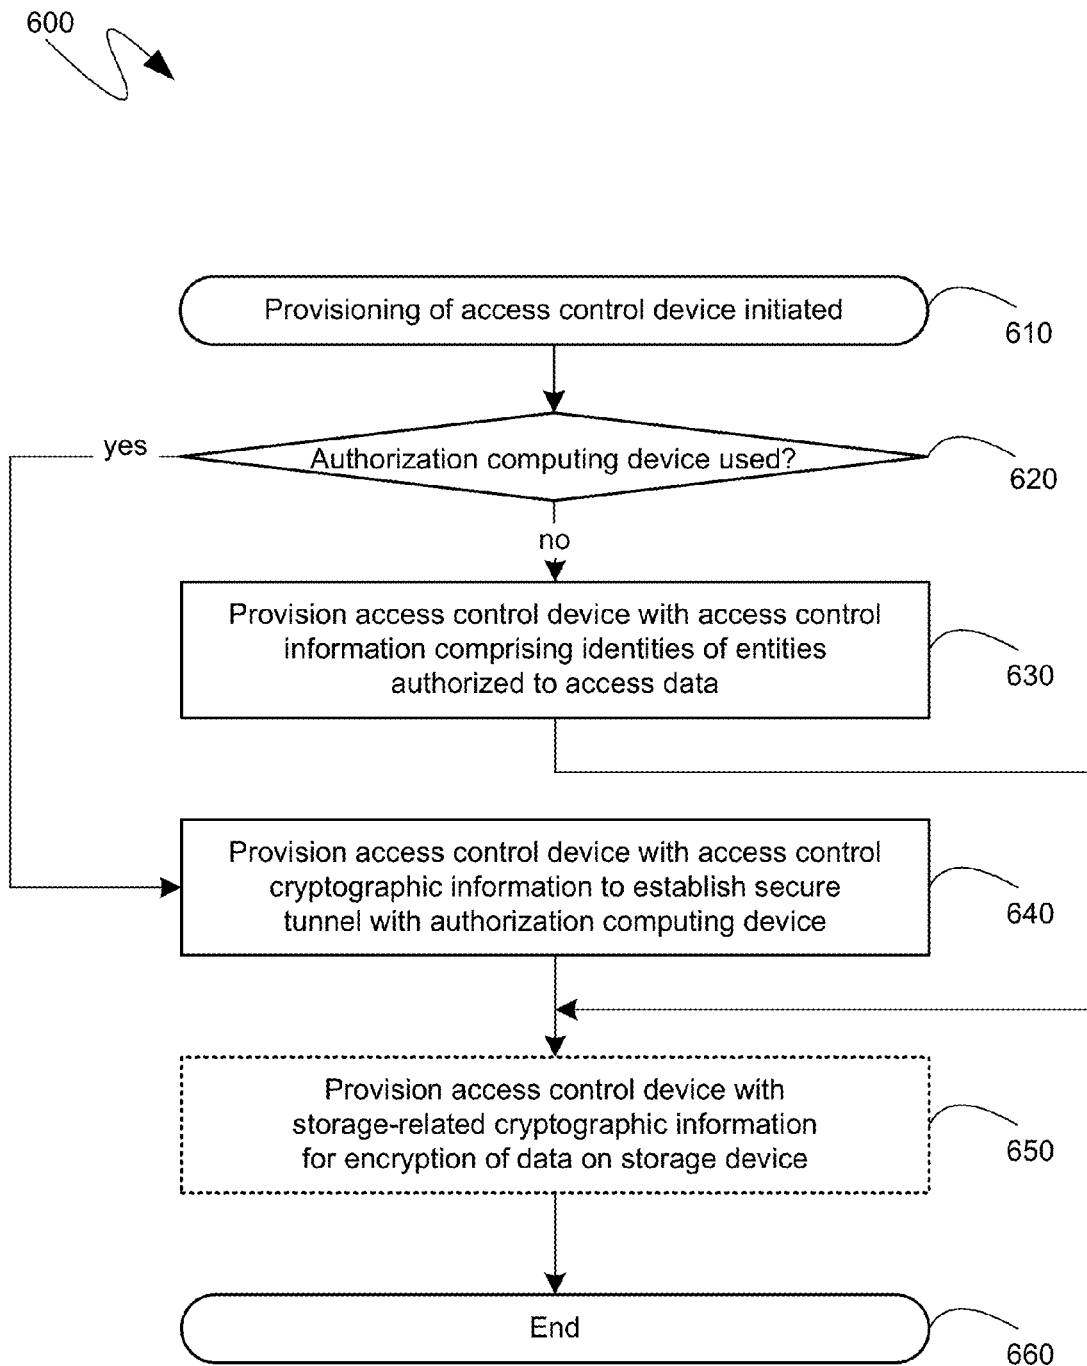 600
Provisioning of access control device initiated
610
yes
Authorization computing device used?
620
no
Provision access control device with access control
information comprising identities of entities
authorized to access data
630
Provision access control device with access control
cryptographic information to establish secure
tunnel with authorization computing device
640
Provision access control device with
storage-related cryptographic information
for encryption of data on storage device
650
End
660